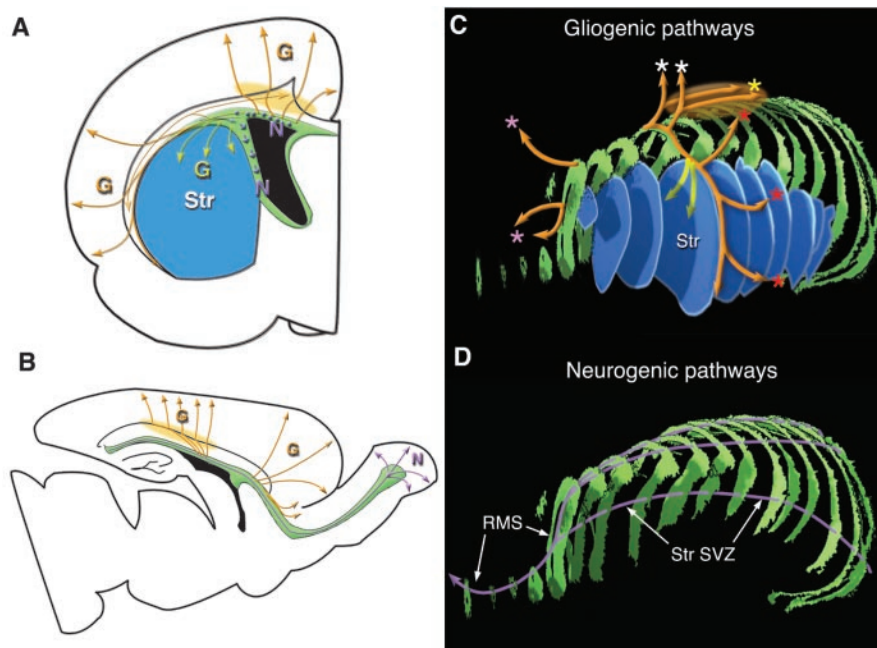 A
G
N
G
G
N
Str
B
G
G
N
C
Gliogenic pathways
* *
*
*
*
*
*
Str
*
D
Neurogenic pathways
RMS
Str SVZ